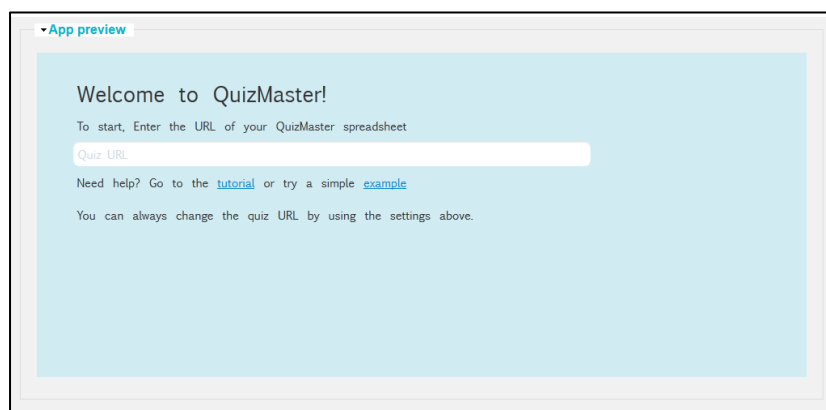 App preview
Welcome to QuizMaster!
To start, Enter the URL of your QuizMaster spreadsheet
Quiz URL
Need help? Go to the tutorial or try a simple example
You can always change the quiz URL by using the settings above.